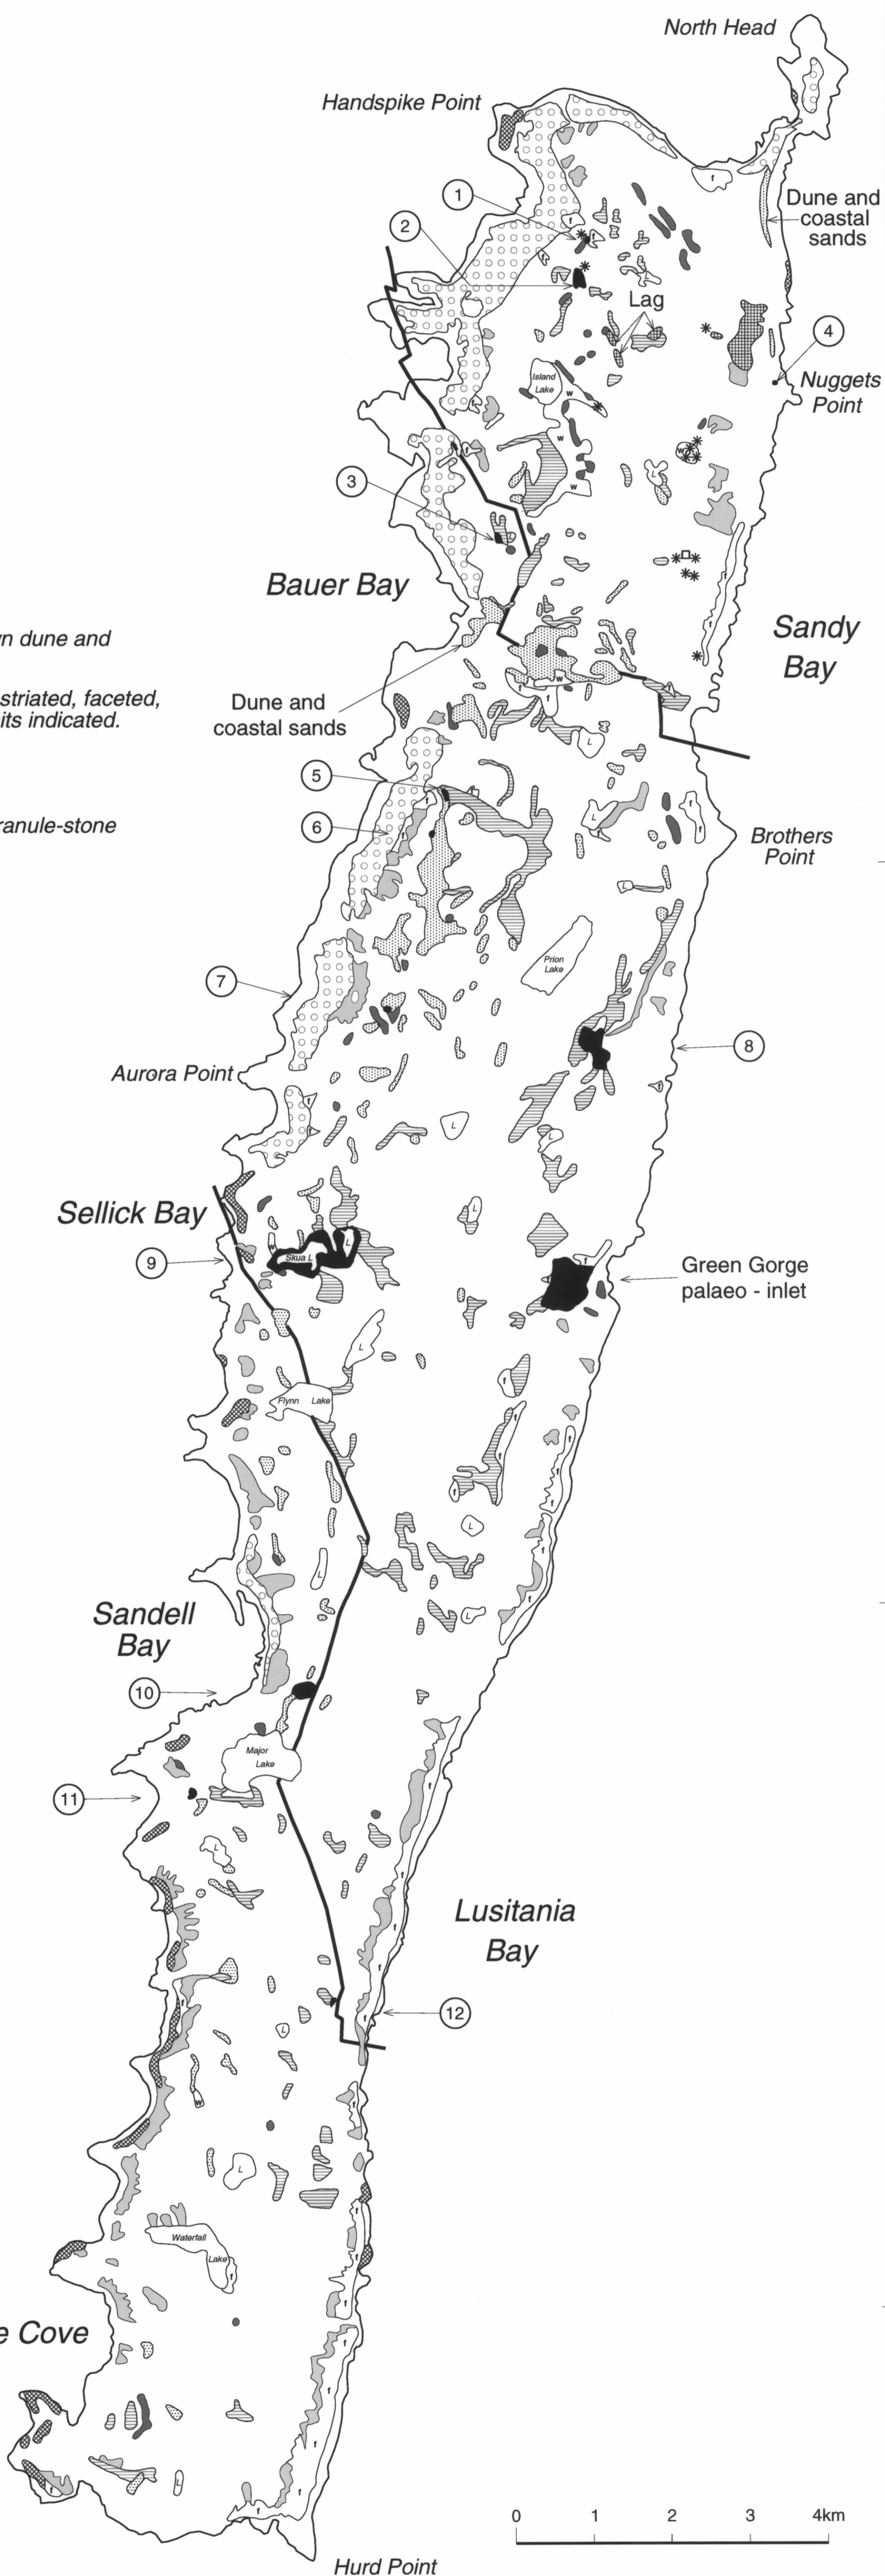 North Head
Handspike Point
1
2
f
Dune and
coastal
sands
f
f
f
L
Lag
4
Island
Lake
w
Nuggets
Point
f
w
f
w
L
w
3
L
Bauer Bay
f
Sandy
Bay
n dune and
w
f
f
striated, faceted,
its indicated.
Dune and
coastal sands
L
5
f
L
f
f
6
f
ranule-stone
Brothers
Point
L
Prion
Lake
7
8
Aurora Point
f
f
L
L
Sellick Bay
L
w
L
Skua L
9
f
Green Gorge
palaeo - inlet
L
f
Flynn Lake
f
f
f
f
f
L
f
L
f
L
Sandell
Bay
10
Major
Lake
f
11
L
f
Lusitania
Bay
f
f
f
f
12
L
w
f
L
f
Waterfall
Lake
f
f
f
e Cove
f
f
f
L
f
f
f
0 1 2 3 4km
Hurd Point